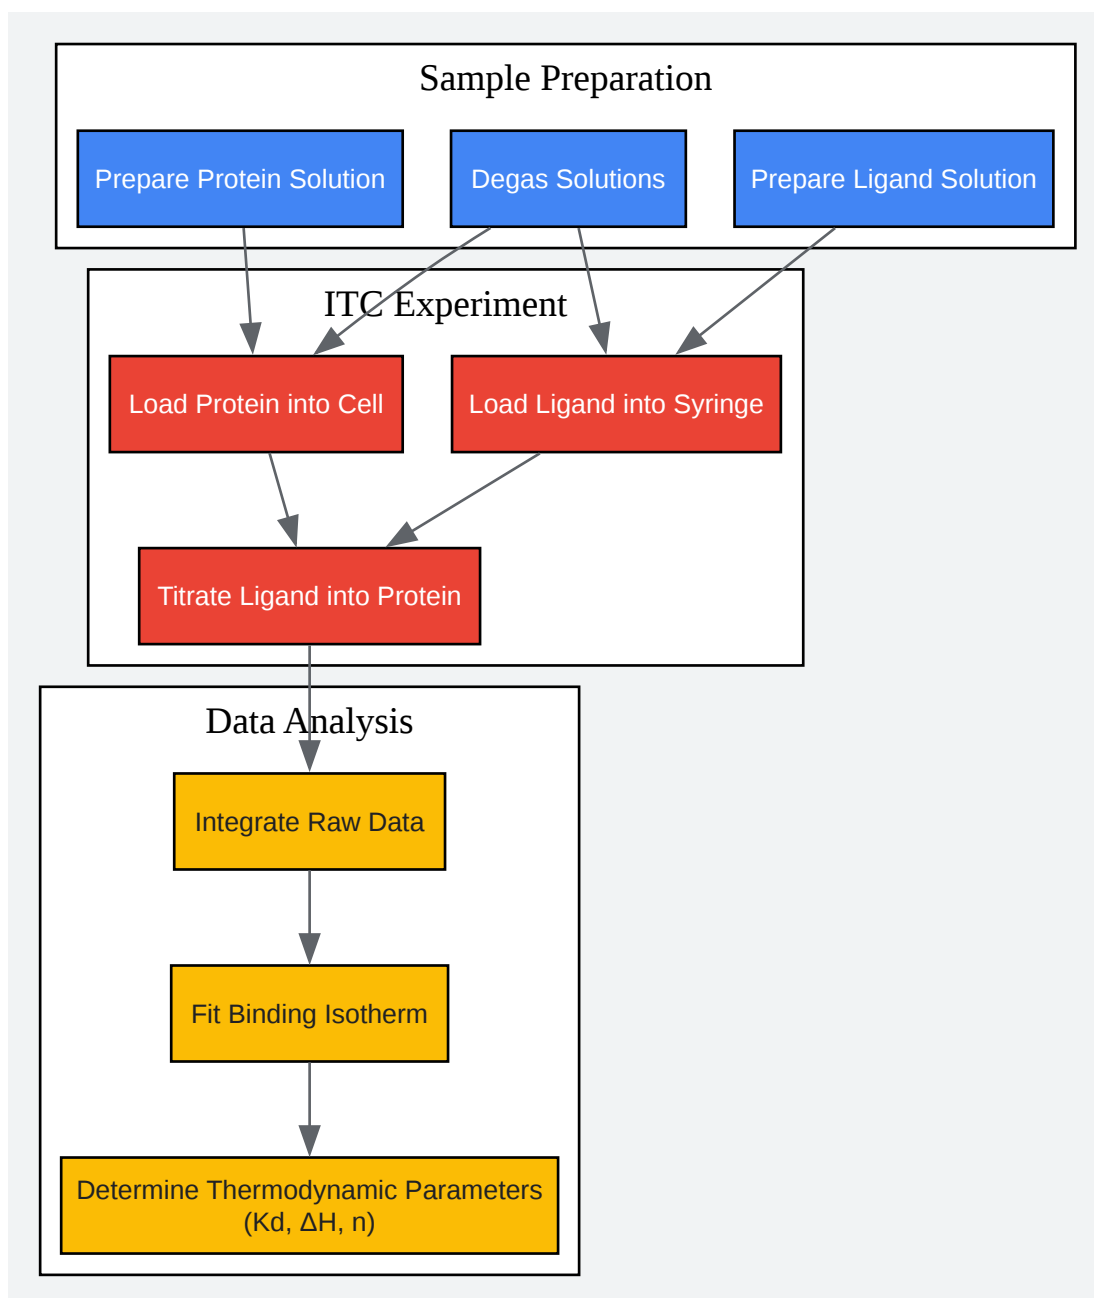 Sample Preparation
Prepare Protein Solution
Degas Solutions
Prepare Ligand Solution
ITC Experiment
Load Protein into Cell
Load Ligand into Syringe
Titrate Ligand into Protein
Data Analysis
Integrate Raw Data
Fit Binding Isotherm
Determine Thermodynamic Parameters
(Kd, ΔH, n)